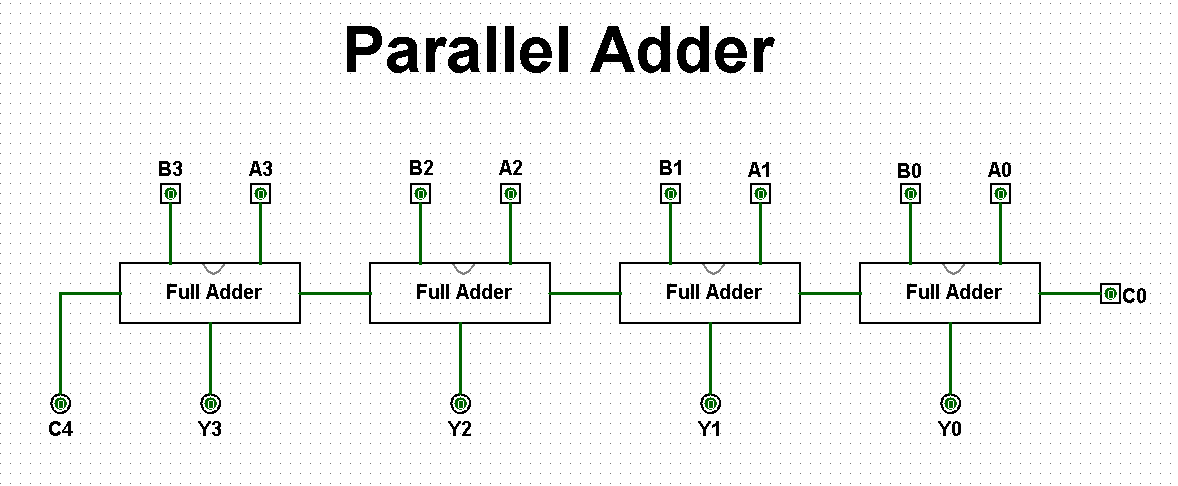 Parallel Adder
B3 A3 B2 A2 B1 A1 B0 A0
0 0 0 0 0 0 0 0
Full Adder Full Adder Full Adder Full Adder
0 C0
0 0 0 0 0
C4 Y3 Y2 Y1 Y0